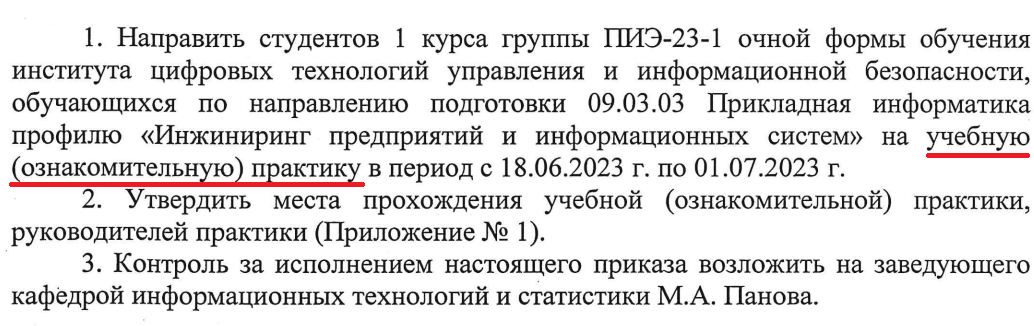 1. Направить студентов 1 курса группы ПИЭ-23-1 очной формы обучения
института цифровых технологий управления и информационной безопасности,
обучающихся по направлению подготовки 09.03.03 Прикладная информатика
профилю «Инжиниринг предприятий и информационных систем» на учебную
(ознакомительную) практику в период с 18.06.2023 г. по 01.07.2023 г.
2. Утвердить места прохождения учебной (ознакомительной) практики,
руководителей практики (Приложение № 1).
3. Контроль за исполнением настоящего приказа возложить на заведующего
кафедрой информационных технологий и статистики М.А. Панова.